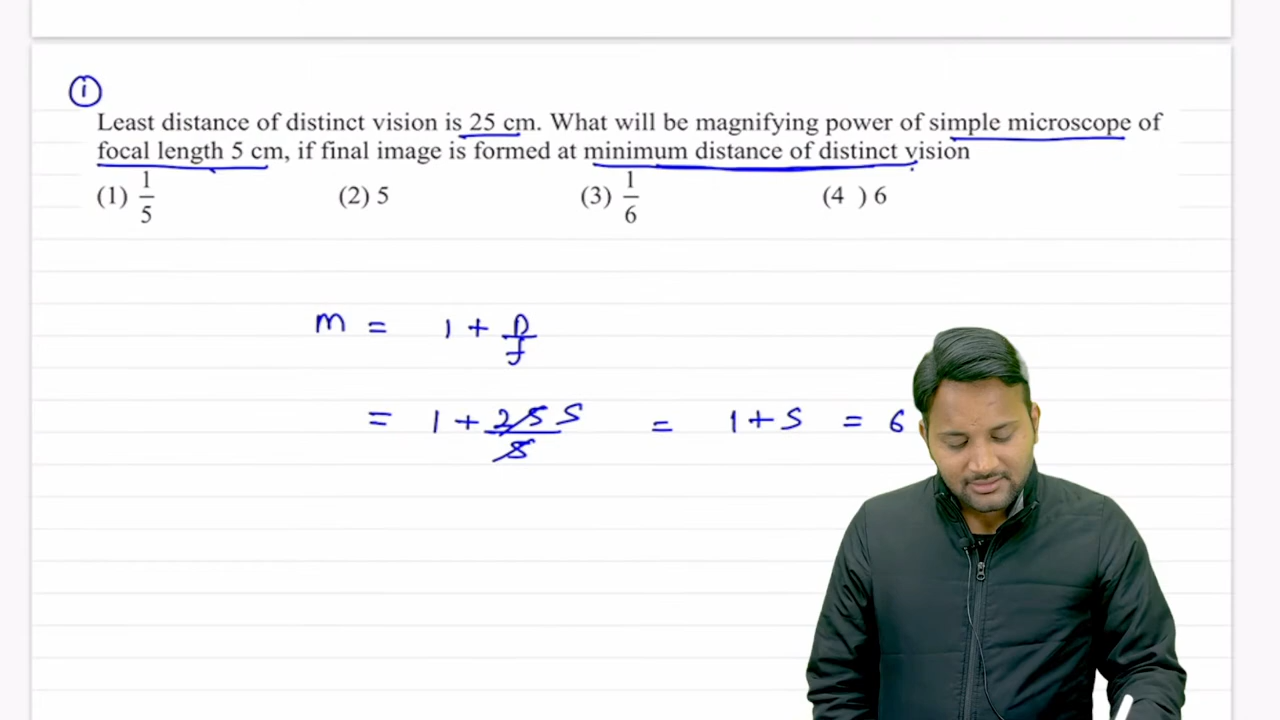 ①
Least distance of distinct vision is 25 cm. What will be magnifying power of simple microscope of
focal length 5 cm, if final image is formed at minimum distance of distinct vision
(1) 1/5 (2) 5 (3) 1/6 (4 ) 6
m = 1 + D/f
= 1 + 25/5 5 = 1 + 5 = 6